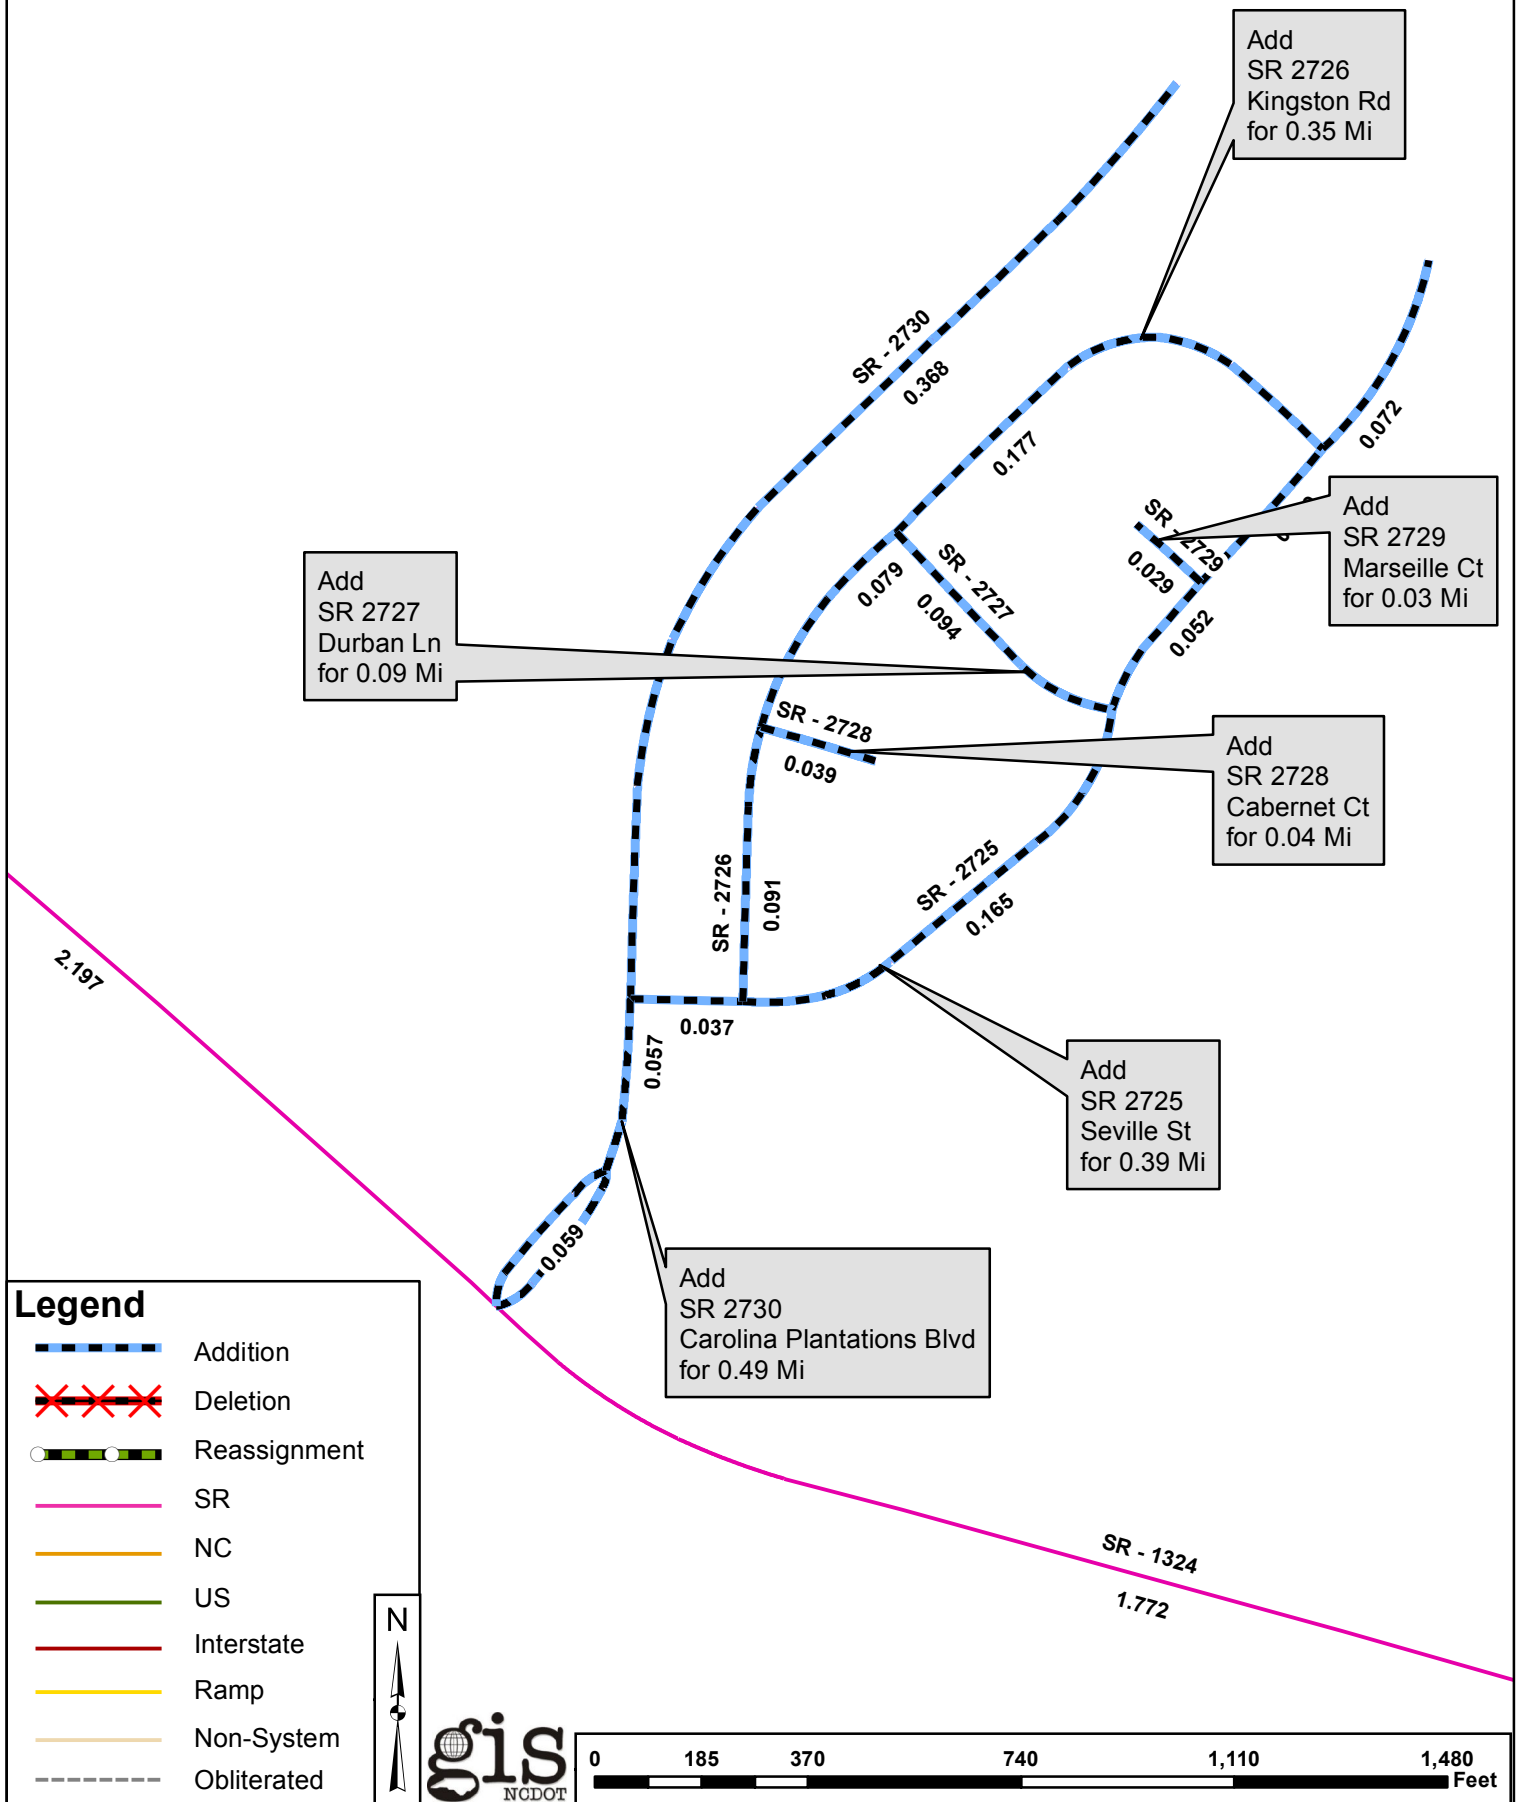 Add
SR 2726
Kingston Rd
for 0.35 Mi
SR - 2730
0.368
0.177
0.072
Add
SR 2729
Marseille Ct
for 0.03 Mi
SR - 2729
0.029
0.052
Add
SR 2727
Durban Ln
for 0.09 Mi
0.079
SR - 2727
0.094
SR - 2728
0.039
Add
SR 2728
Cabernet Ct
for 0.04 Mi
SR - 2726
0.091
SR - 2725
0.165
2.197
0.037
0.057
Add
SR 2725
Seville St
for 0.39 Mi
0.059
Add
SR 2730
Carolina Plantations Blvd
for 0.49 Mi
SR - 1324
1.772
Legend
Addition
Deletion
Reassignment
SR
NC
US
Interstate
Ramp
Non-System
Obliterated
N
gis
NCDOT
0 185 370 740 1,110 1,480
Feet